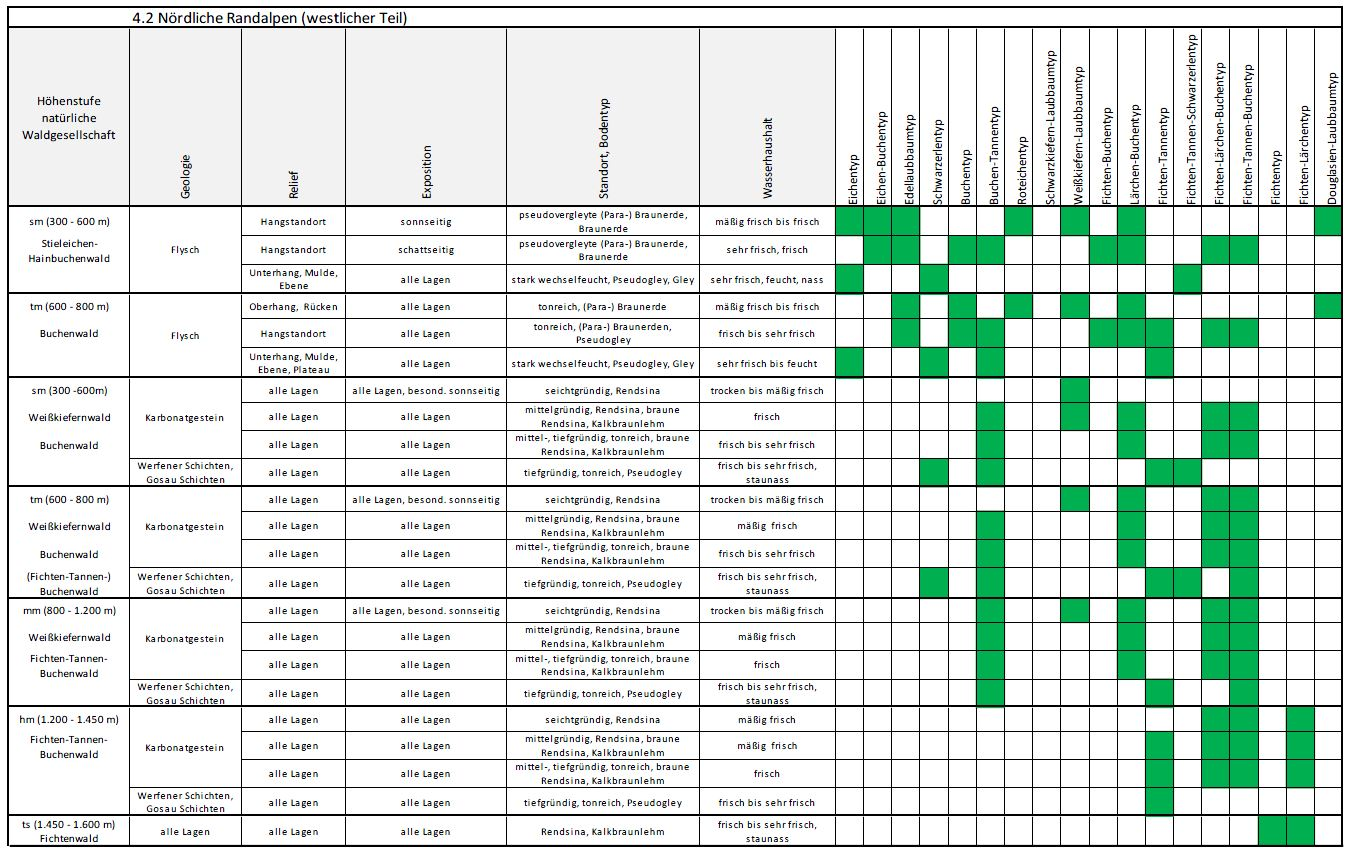 4.2 Nördliche Randalpen (westlicher Teil)
Höhenstufe
natürliche
Waldgesellschaft
Geologie
Relief
Exposition
Standort, Bodentyp
Wasserhaushalt
Eichentyp
Eichen-Buchentyp
Edellaubbaumtyp
Schwarzerlentyp
Buchentyp
Buchen-Tannentyp
Roteichentyp
Schwarzkiefern-Laubbaumtyp
Weißkiefern-Laubbaumtyp
Fichten-Buchentyp
Lärchen-Buchentyp
Fichten-Tannentyp
Fichten-Tannen-Schwarzerlentyp
Fichten-Lärchen-Buchentyp
Fichten-Tannen-Buchentyp
Fichtentyp
Fichten-Lärchentyp
Douglasien-Laubbaumtyp
sm (300 - 600 m)
Stieleichen-
Hainbuchenwald
Flysch
Hangstandort
sonnseitig
pseudovergleyte (Para-) Braunerde,
Braunerde
mäßig frisch bis frisch
Hangstandort
schattseitig
pseudovergleyte (Para-) Braunerde,
Braunerde
sehr frisch, frisch
Unterhang, Mulde,
Ebene
alle Lagen
stark wechselfeucht, Pseudogley, Gley
sehr frisch, feucht, nass
tm (600 - 800 m)
Buchenwald
Flysch
Oberhang, Rücken
alle Lagen
tonreich, (Para-) Braunerde
mäßig frisch bis frisch
Hangstandort
alle Lagen
tonreich, (Para-) Braunerden,
Pseudogley
frisch bis sehr frisch
Unterhang, Mulde,
Ebene, Plateau
alle Lagen
stark wechselfeucht, Pseudogley, Gley
sehr frisch bis feucht
sm (300 -600m)
Weißkiefernwald
Buchenwald
Karbonatgestein
alle Lagen
alle Lagen, besond. sonnseitig
seichtgründig, Rendsina
trocken bis mäßig frisch
alle Lagen
alle Lagen
mittelgründig, Rendsina, braune
Rendsina, Kalkbraunlehm
frisch
alle Lagen
alle Lagen
mittel-, tiefgründig, tonreich, braune
Rendsina, Kalkbraunlehm
frisch bis sehr frisch
Werfener Schichten,
Gosau Schichten
alle Lagen
alle Lagen
tiefgründig, tonreich, Pseudogley
frisch bis sehr frisch,
staunass
tm (600 - 800 m)
Weißkiefernwald
Buchenwald
(Fichten-Tannen-)
Buchenwald
Karbonatgestein
alle Lagen
alle Lagen, besond. sonnseitig
seichtgründig, Rendsina
trocken bis mäßig frisch
alle Lagen
alle Lagen
mittelgründig, Rendsina, braune
Rendsina, Kalkbraunlehm
mäßig frisch
alle Lagen
alle Lagen
mittel-, tiefgründig, tonreich, braune
Rendsina, Kalkbraunlehm
frisch bis sehr frisch
Werfener Schichten,
Gosau Schichten
alle Lagen
alle Lagen
tiefgründig, tonreich, Pseudogley
frisch bis sehr frisch,
staunass
mm (800 - 1.200 m)
Weißkiefernwald
Fichten-Tannen-
Buchenwald
Karbonatgestein
alle Lagen
alle Lagen, besond. sonnseitig
seichtgründig, Rendsina
trocken bis mäßig frisch
alle Lagen
alle Lagen
mittelgründig, Rendsina, braune
Rendsina, Kalkbraunlehm
mäßig frisch
alle Lagen
alle Lagen
mittel-, tiefgründig, tonreich, braune
Rendsina, Kalkbraunlehm
frisch
Werfener Schichten,
Gosau Schichten
alle Lagen
alle Lagen
tiefgründig, tonreich, Pseudogley
frisch bis sehr frisch,
staunass
hm (1.200 - 1.450 m)
Fichten-Tannen-
Buchenwald
Karbonatgestein
alle Lagen
alle Lagen
seichtgründig, Rendsina
mäßig frisch
alle Lagen
alle Lagen
mittelgründig, Rendsina, braune
Rendsina, Kalkbraunlehm
mäßig frisch
alle Lagen
alle Lagen
mittel-, tiefgründig, tonreich, braune
Rendsina, Kalkbraunlehm
frisch
Werfener Schichten,
Gosau Schichten
alle Lagen
alle Lagen
tiefgründig, tonreich, Pseudogley
frisch bis sehr frisch
ts (1.450 - 1.600 m)
Fichtenwald
alle Lagen
alle Lagen
alle Lagen
Rendsina, Kalkbraunlehm
frisch bis sehr frisch,
staunass